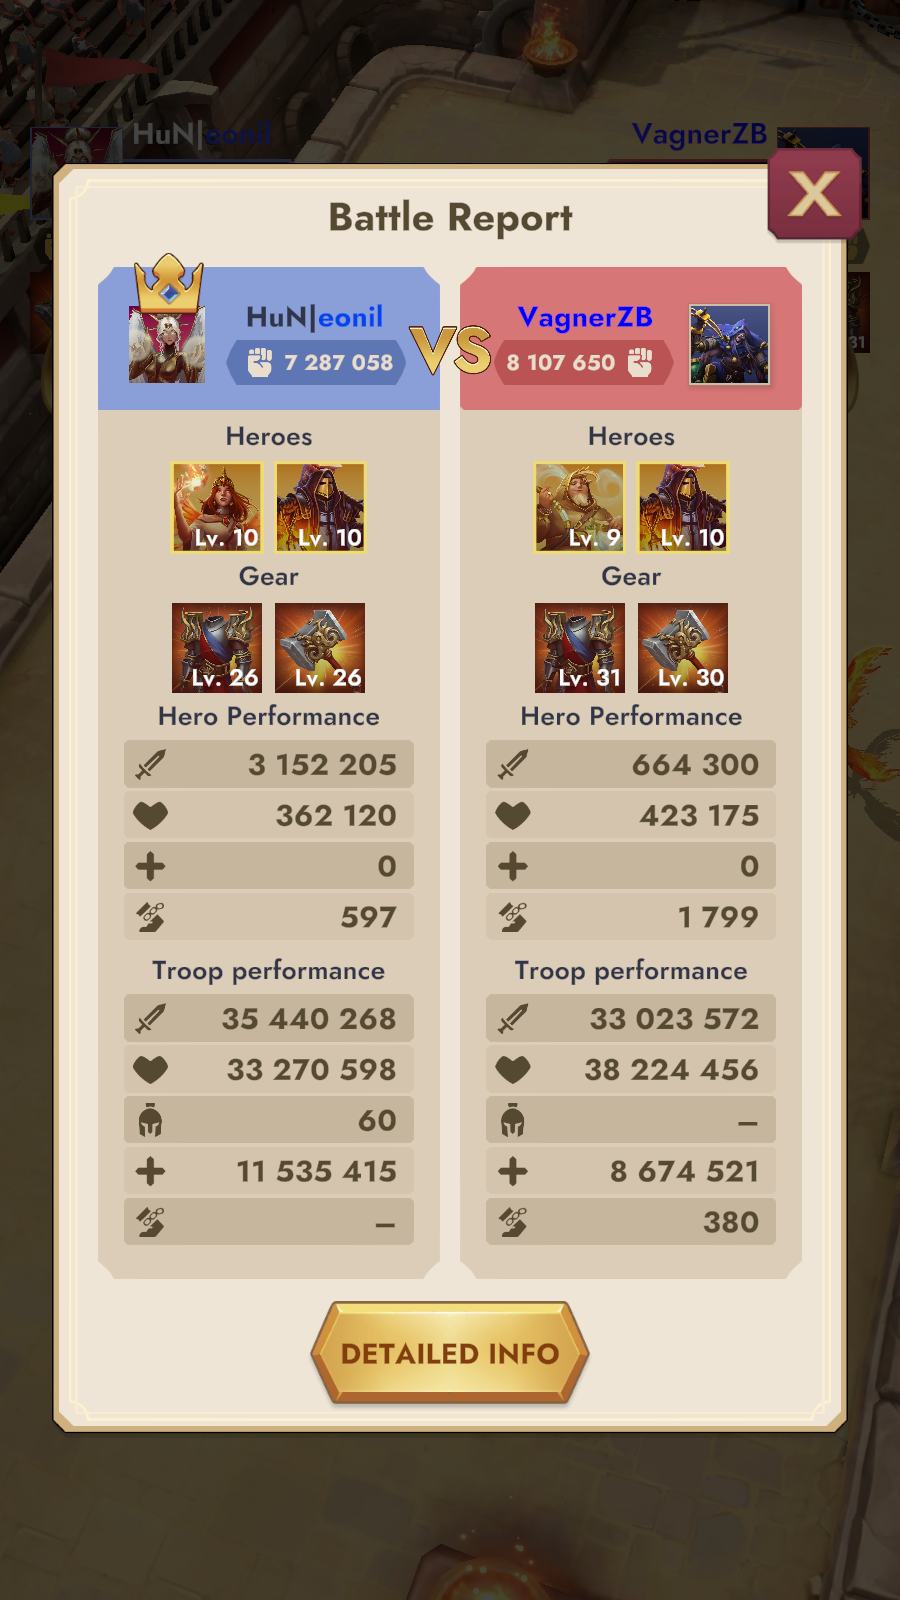 HuN|eonil
VagnerZB
X
Battle Report
HuN|eonil
7 287 058
VS
VagnerZB
8 107 650
Heroes
Lv. 10
Lv. 10
Gear
Lv. 26
Lv. 26
Hero Performance
3 152 205
362 120
0
597
Troop performance
35 440 268
33 270 598
60
11 535 415
–
Heroes
Lv. 9
Lv. 10
Gear
Lv. 31
Lv. 30
Hero Performance
664 300
423 175
0
1 799
Troop performance
33 023 572
38 224 456
–
8 674 521
380
31
DETAILED INFO